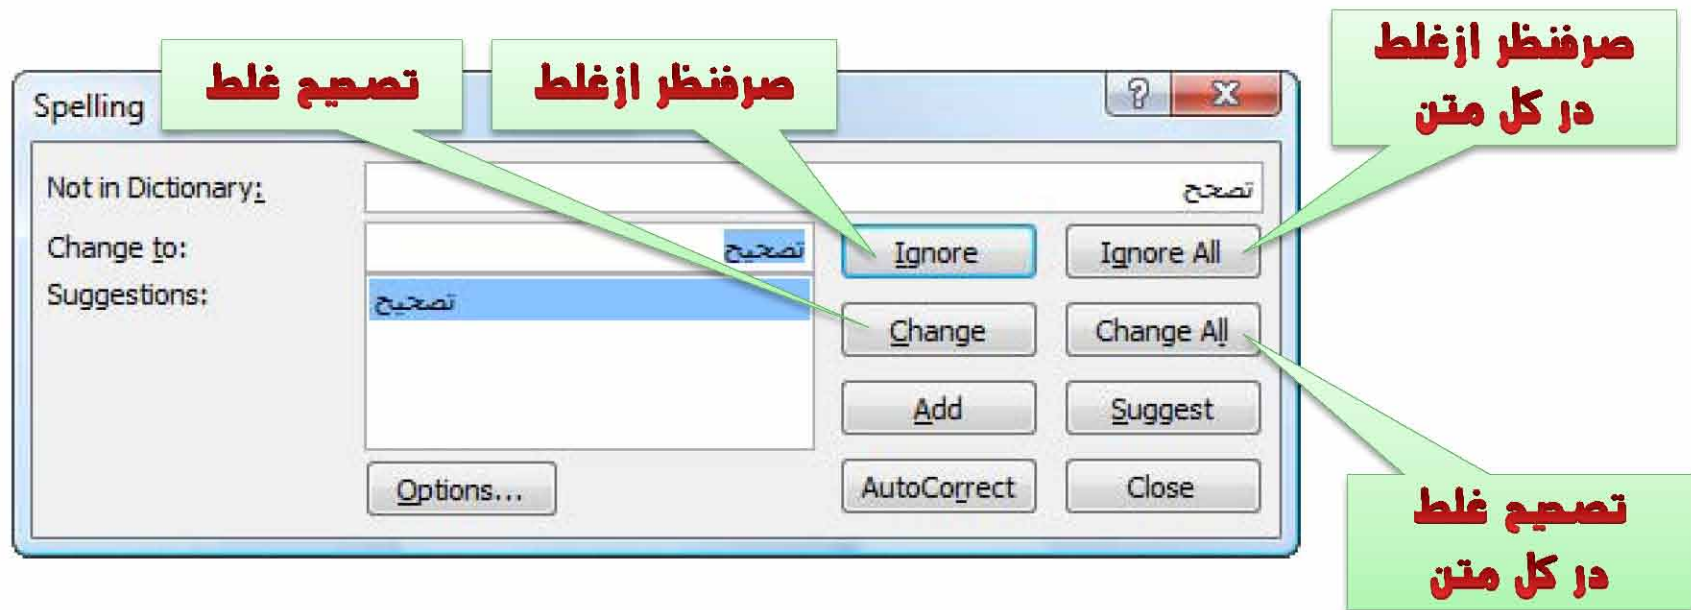 صرفنظر ازغلط
در کل متن
صرفنظر ازغلط
تصحیح غلط
Spelling
Not in Dictionary:
تصحح
Change to:
تصحیح
Ignore
Ignore All
Suggestions:
تصحیح
Change
Change All
Add
Suggest
Options...
AutoCorrect
Close
تصحیح غلط
در کل متن